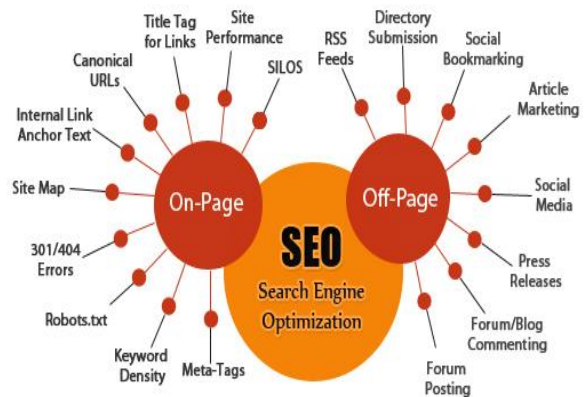 Title Tag
for Links
Site
Performance
SILOS
Canonical
URLs
Internal Link
Anchor Text
Site Map
301/404
Errors
Robots.txt
Keyword
Density
Meta-Tags
On-Page
SEO
Search Engine
Optimization
Off-Page
RSS
Feeds
Directory
Submission
Social
Bookmarking
Article
Marketing
Social
Media
Press
Releases
Forum/Blog
Commenting
Forum
Posting